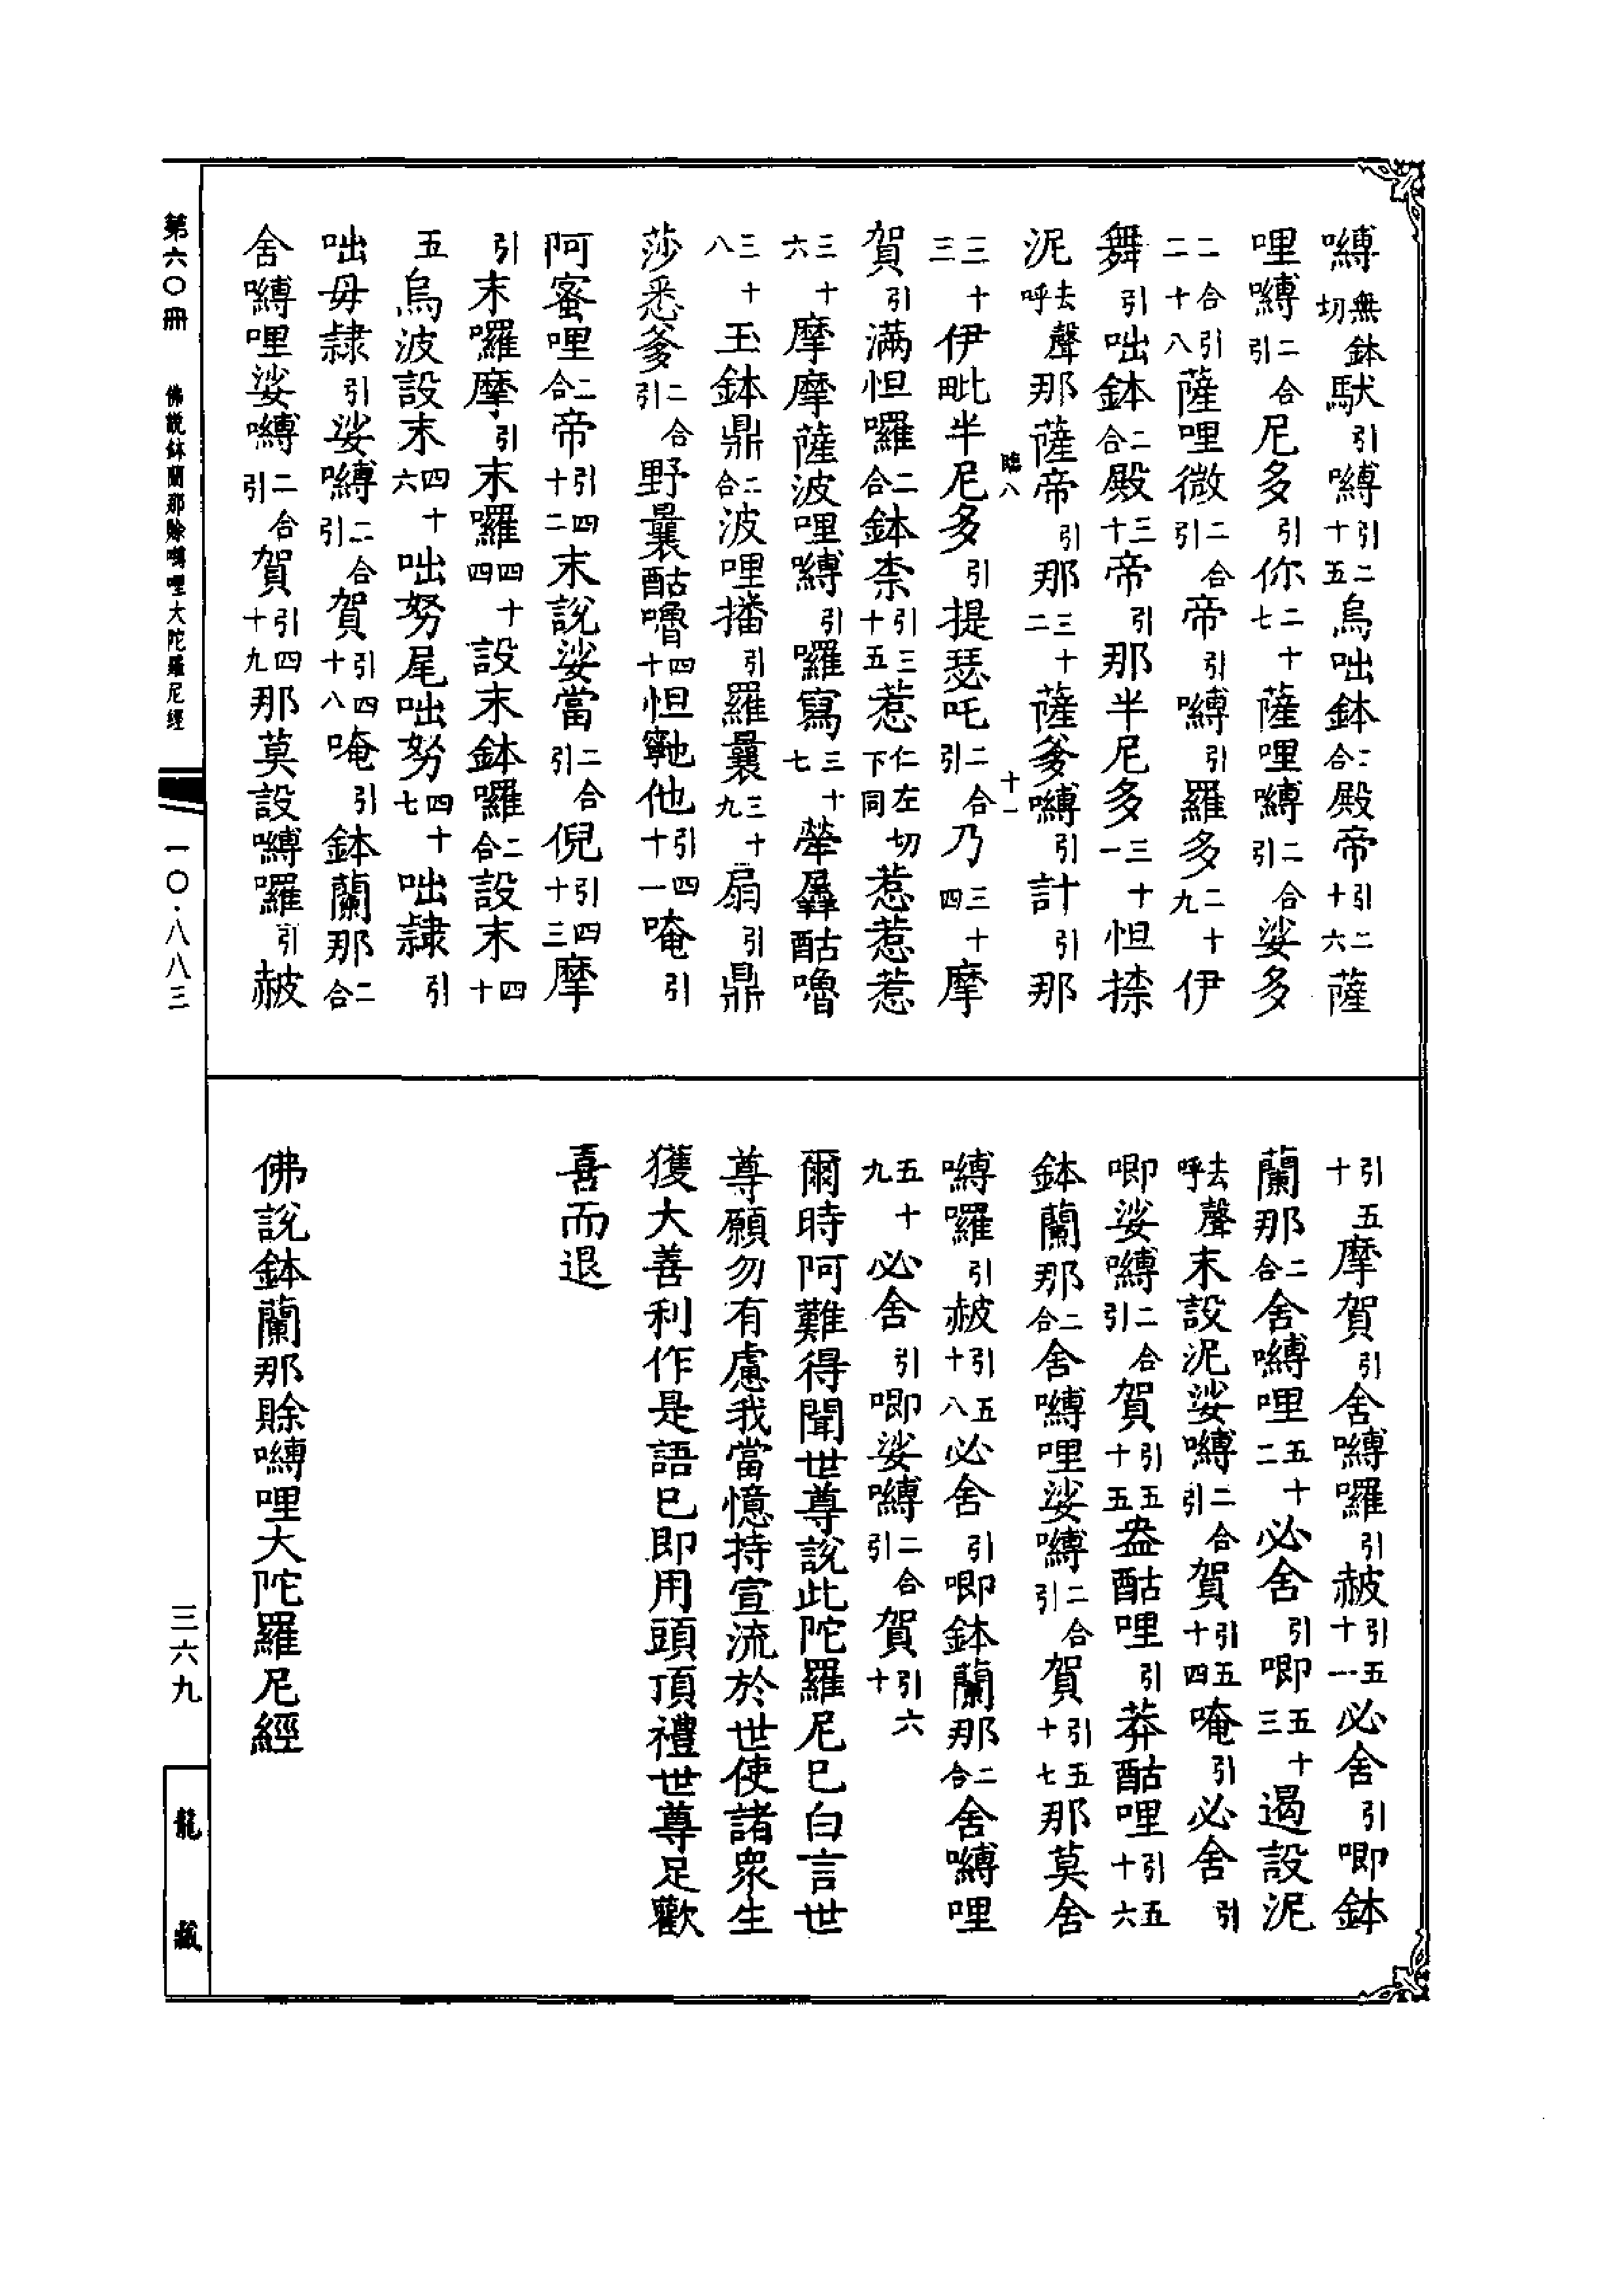 嚩無鉢切馱引嚩引二十五烏咄鉢二合殿帝引二十六薩
哩嚩二合引尼多引你二十七薩哩嚩二合引娑多
二合引二十八薩哩微二合引帝引嚩引羅多二十九伊
舞引咄鉢二合殿三十帝引那半尼多三十一怛㮈
泥去聲呼那薩帝引那三十二薩爹嚩引計引那
三十三伊毗半尼多引提瑟吒二合引乃三十四摩
賀引滿怛囉二合鉢柰引三十五惹仁左切下同惹惹惹
三十六摩摩薩波哩嚩引囉寫三十七犖羼酤嚕
三十八玉鉢鼎二合波哩播引羅曩三十九扇引鼎
莎悉爹二合引野曩酤嚕四十怛軉他引四十一唵引
阿蜜哩二合帝引四十二末說娑當二合引倪引四十三摩
引末囉摩引末囉四十四設末鉢囉二合設末四十
五烏波設末四十六咄努尾咄努四十七咄隸引
咄毋隸引娑嚩二合引賀引四十八唵引鉢蘭那二合
舍嚩哩娑嚩二合引賀引四十九那莫設嚩囉引赧
引五十摩賀引舍嚩囉引赧引五十一必舍引唧鉢
蘭那二合舍嚩哩五十二必舍引唧五十三遏設泥
去聲呼末設泥娑嚩二合引賀引五十四唵引必舍引
唧娑嚩二合引賀引五十五盎酤哩引莽酤哩引五十六
鉢蘭那二合舍嚩哩娑嚩二合引賀引五十七那莫舍
嚩囉引赧引五十八必舍引唧鉢蘭那二合舍嚩哩
五十九必舍引唧娑嚩二合引賀引六十
爾時阿難得聞世尊說此陀羅尼已白言世
尊願勿有慮我當憶持宣流於世使諸眾生
獲大善利作是語已即用頭頂禮世尊足歡
喜而退
佛說鉢蘭那賒嚩哩大陀羅尼經
臨八
十一
第六〇冊
佛說鉢蘭那賒嚩哩大陀羅尼經
一〇·八八三
三六九
龍藏